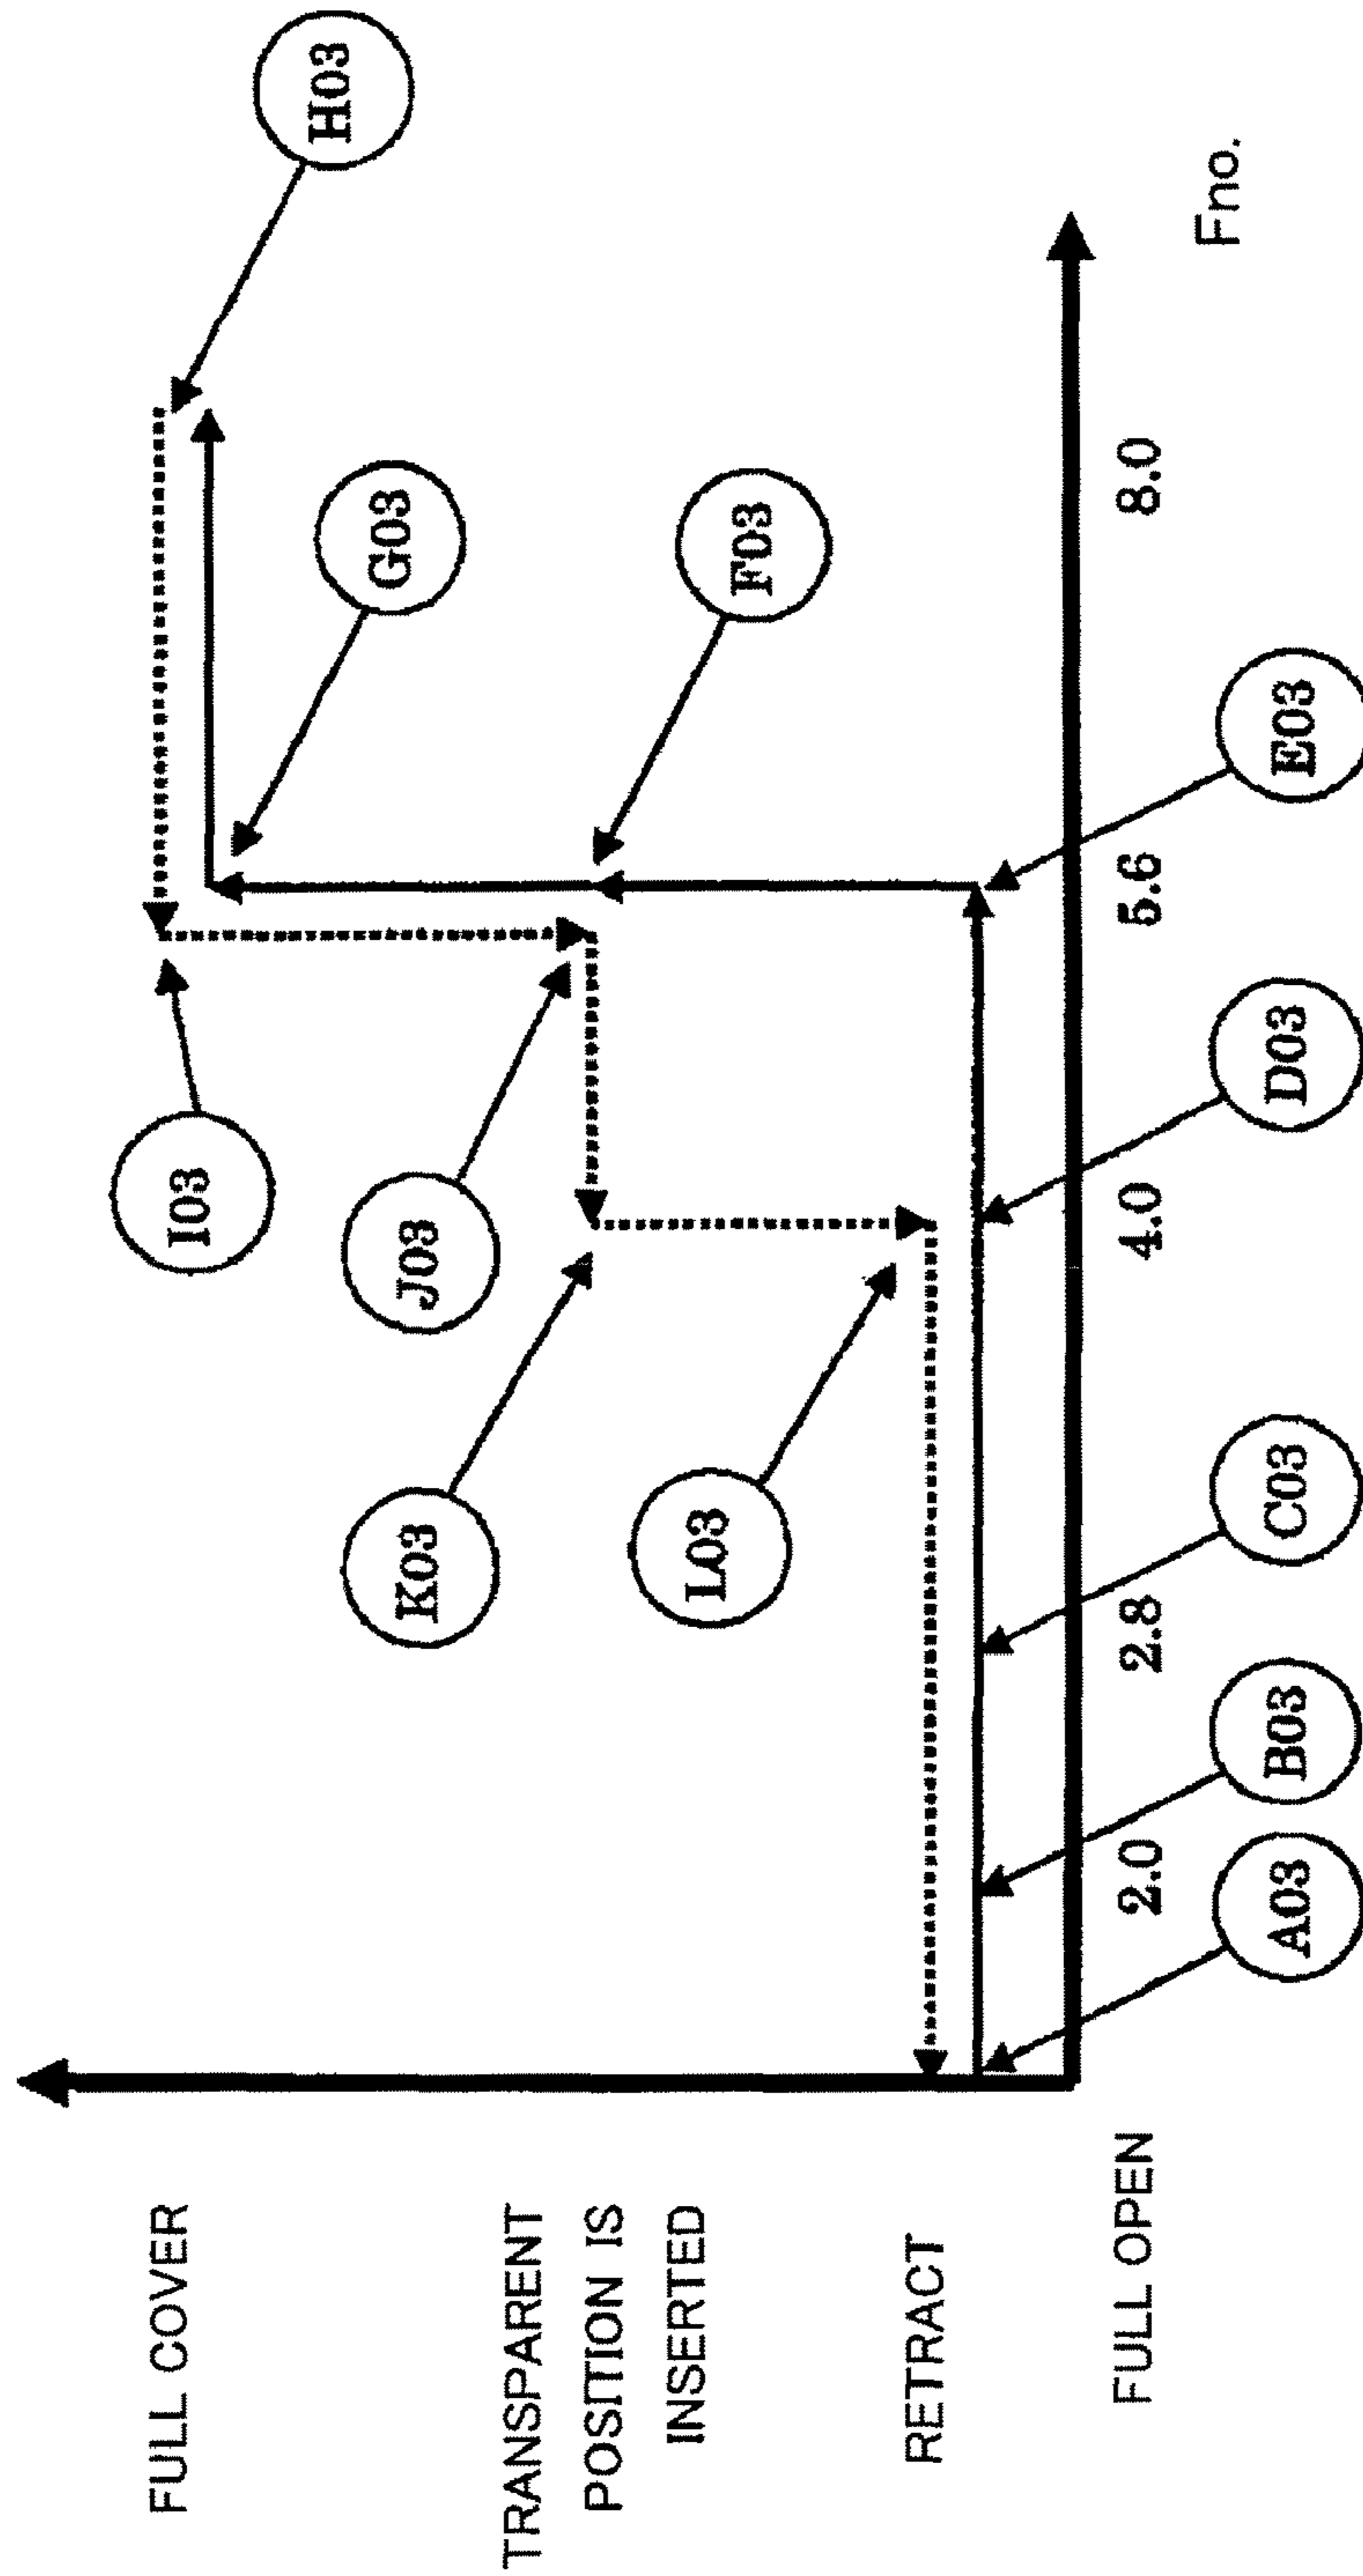 FULL COVER
TRANSPARENT
POSITION IS
INSERTED
RETRACT
FULL OPEN
H03
I03
G03
J03
K03
F03
L03
2.0
2.8
4.0
5.6
8.0
Fno.
A03
B03
C03
D03
E03